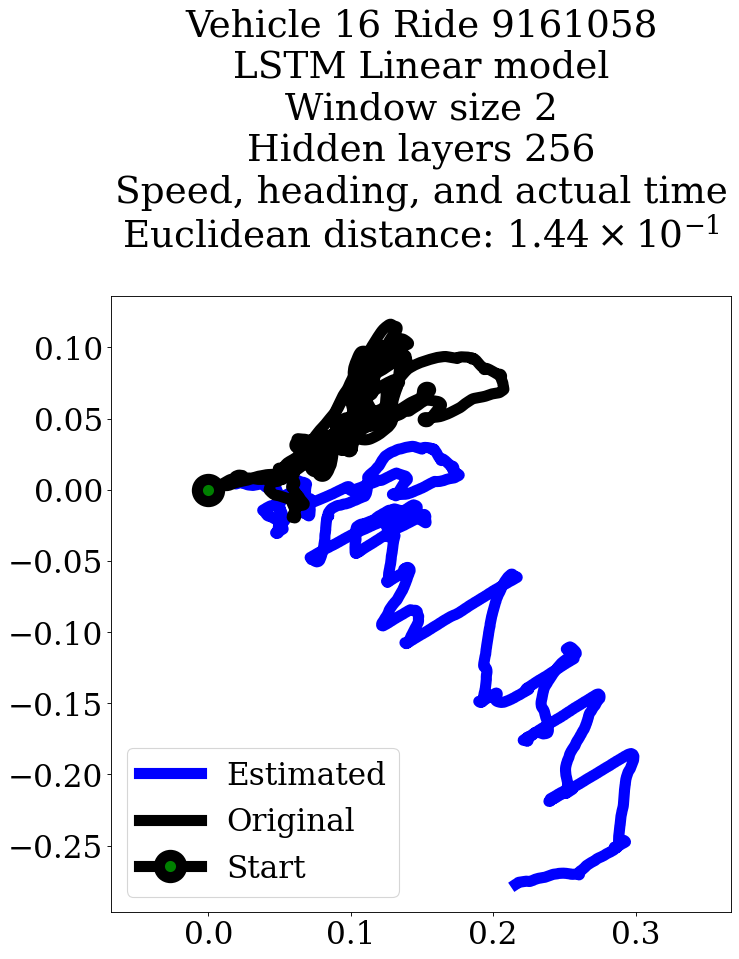 Vehicle 16 Ride 9161058
LSTM Linear model
Window size 2
Hidden layers 256
Speed, heading, and actual time
Euclidean distance: 1.44 × 10⁻¹
0.10
0.05
0.00
−0.05
−0.10
−0.15
−0.20
−0.25
Estimated
Original
Start
0.0 0.1 0.2 0.3